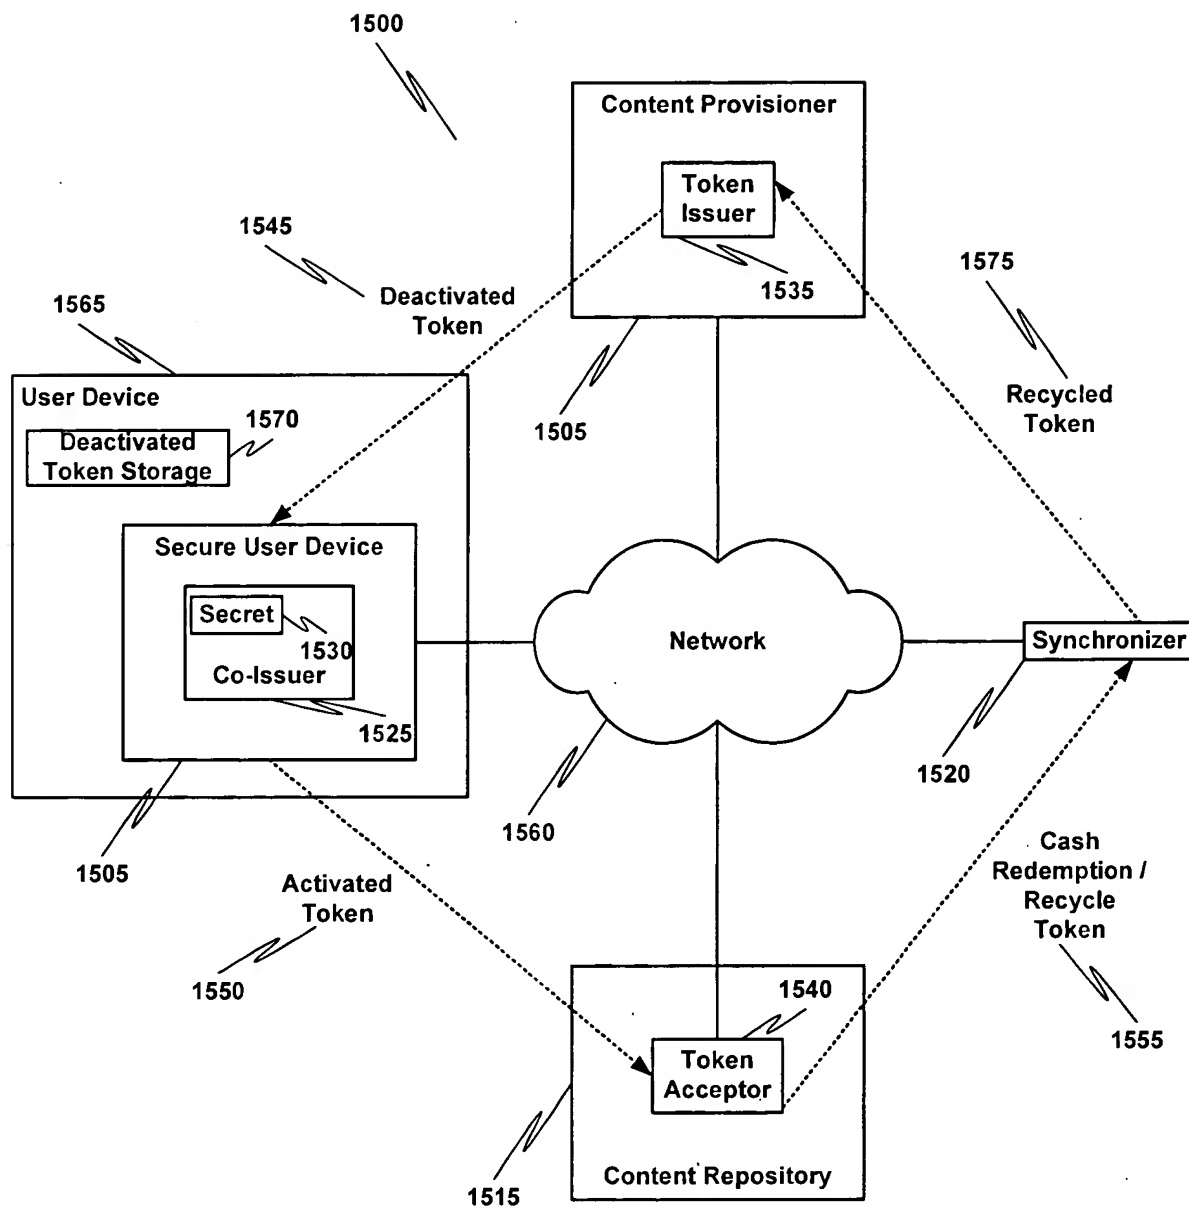 1500
Content Provisioner
Token
Issuer
1535
1545
Deactivated
Token
1575
Recycled
Token
1565
User Device
1570
Deactivated
Token Storage
1505
Secure User Device
Secret
1530
Co-Issuer
1525
Network
Synchronizer
1520
1560
1505
Activated
Token
1550
Cash
Redemption /
Recycle
Token
1555
1540
Token
Acceptor
1515
Content Repository